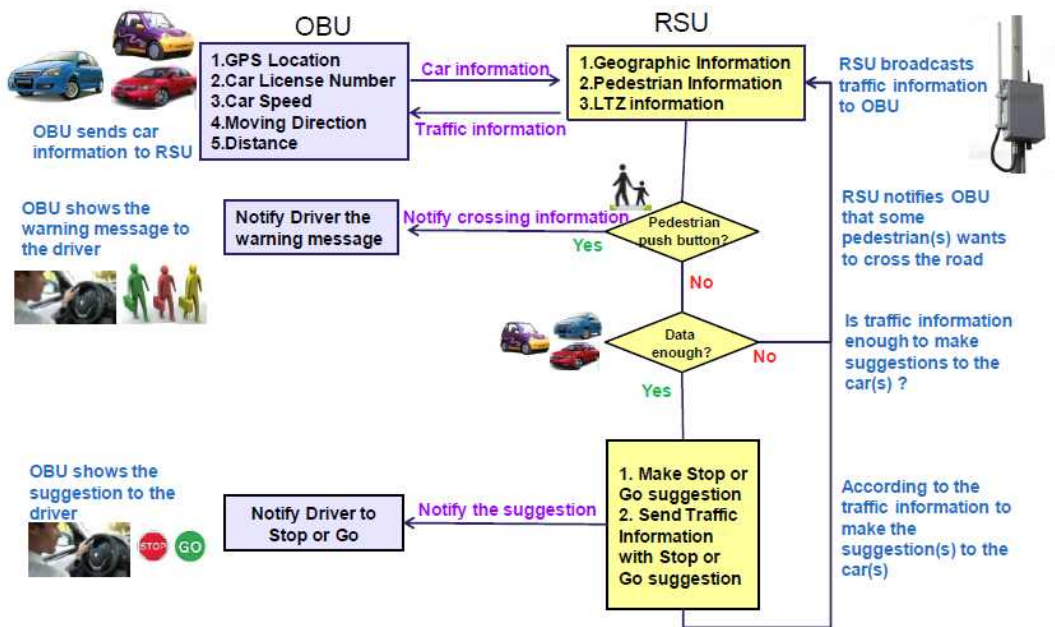 OBU
RSU
1.GPS Location
2.Car License Number
3.Car Speed
4.Moving Direction
5.Distance
Car information
Traffic information
1.Geographic Information
2.Pedestrian Information
3.LTZ information
RSU broadcasts
traffic information
to OBU
OBU sends car
information to RSU
OBU shows the
warning message to
the driver
Notify Driver the
warning message
Notify crossing information
Yes
Pedestrian
push button?
No
RSU notifies OBU
that some
pedestrian(s) wants
to cross the road
Data
enough?
No
Yes
Is traffic information
enough to make
suggestions to the
car(s) ?
OBU shows the
suggestion to the
driver
STOP
GO
Notify Driver to
Stop or Go
Notify the suggestion
1. Make Stop or
Go suggestion
2. Send Traffic
Information
with Stop or
Go suggestion
According to the
traffic information to
make the
suggestion(s) to the
car(s)